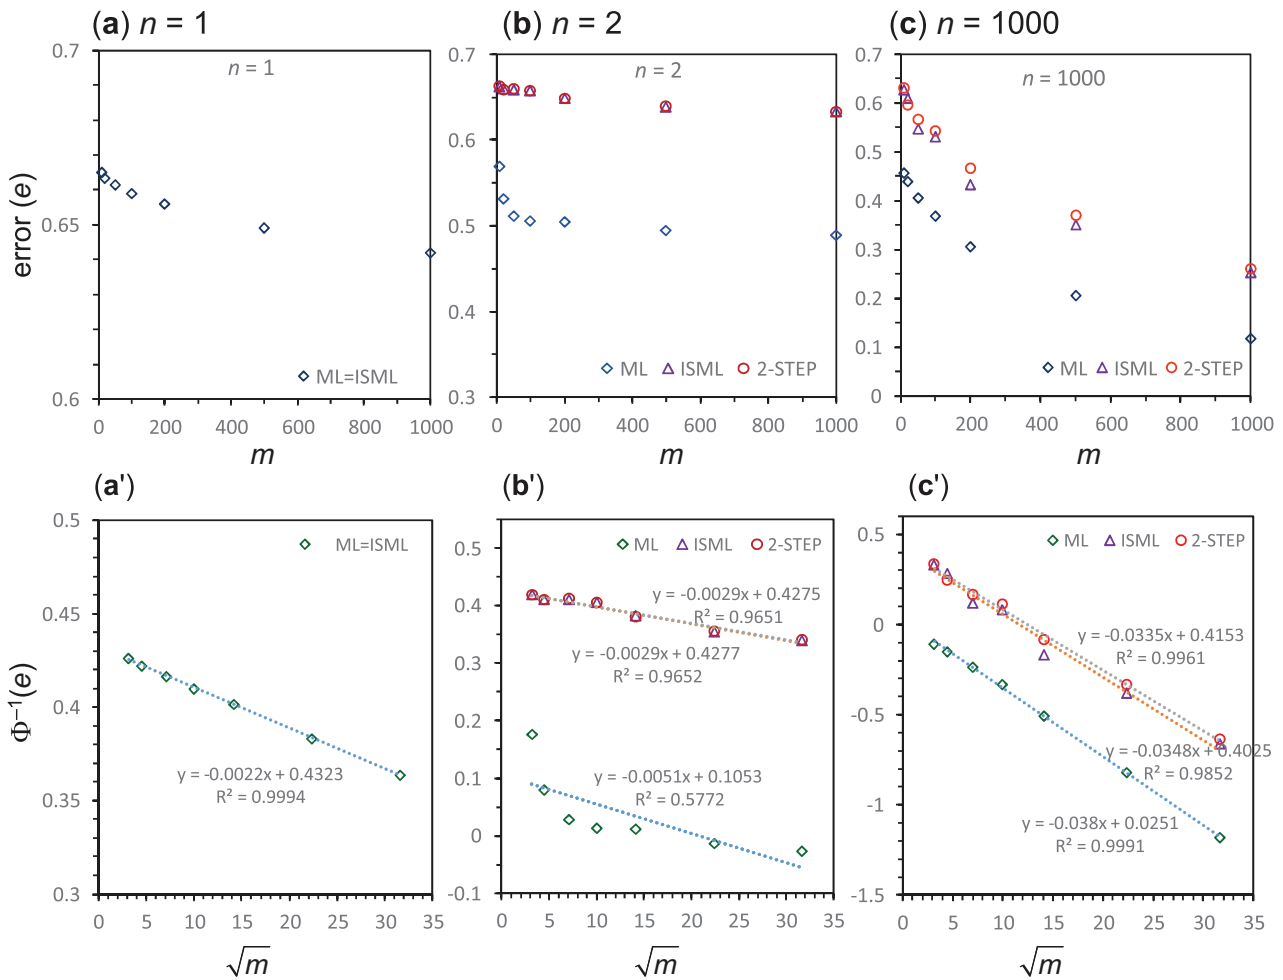 (a) n = 1
(b) n = 2
(c) n = 1000
error (e)
0.7
0.65
0.6
n = 1
ML=ISML
0 200 400 600 800 1000
m
0.7
0.6
0.5
0.4
0.3
n = 2
ML ISML 2-STEP
0 200 400 600 800 1000
m
0.7
0.6
0.5
0.4
0.3
0.2
0.1
0
n = 1000
ML ISML 2-STEP
0 200 400 600 800 1000
m
(a')
(b')
(c')
Φ⁻¹(e)
0.5
0.45
0.4
0.35
0.3
ML=ISML
y = -0.0022x + 0.4323
R² = 0.9994
0 5 10 15 20 25 30 35
√m
0.5
0.4
0.3
0.2
0.1
0
-0.1
ML ISML 2-STEP
y = -0.0029x + 0.4275
R² = 0.9651
y = -0.0029x + 0.4277
R² = 0.9652
y = -0.0051x + 0.1053
R² = 0.5772
0 5 10 15 20 25 30 35
√m
0.5
0
-0.5
-1
-1.5
ML ISML 2-STEP
y = -0.0335x + 0.4153
R² = 0.9961
y = -0.0348x + 0.4025
R² = 0.9852
y = -0.038x + 0.0251
R² = 0.9991
0 5 10 15 20 25 30 35
√m